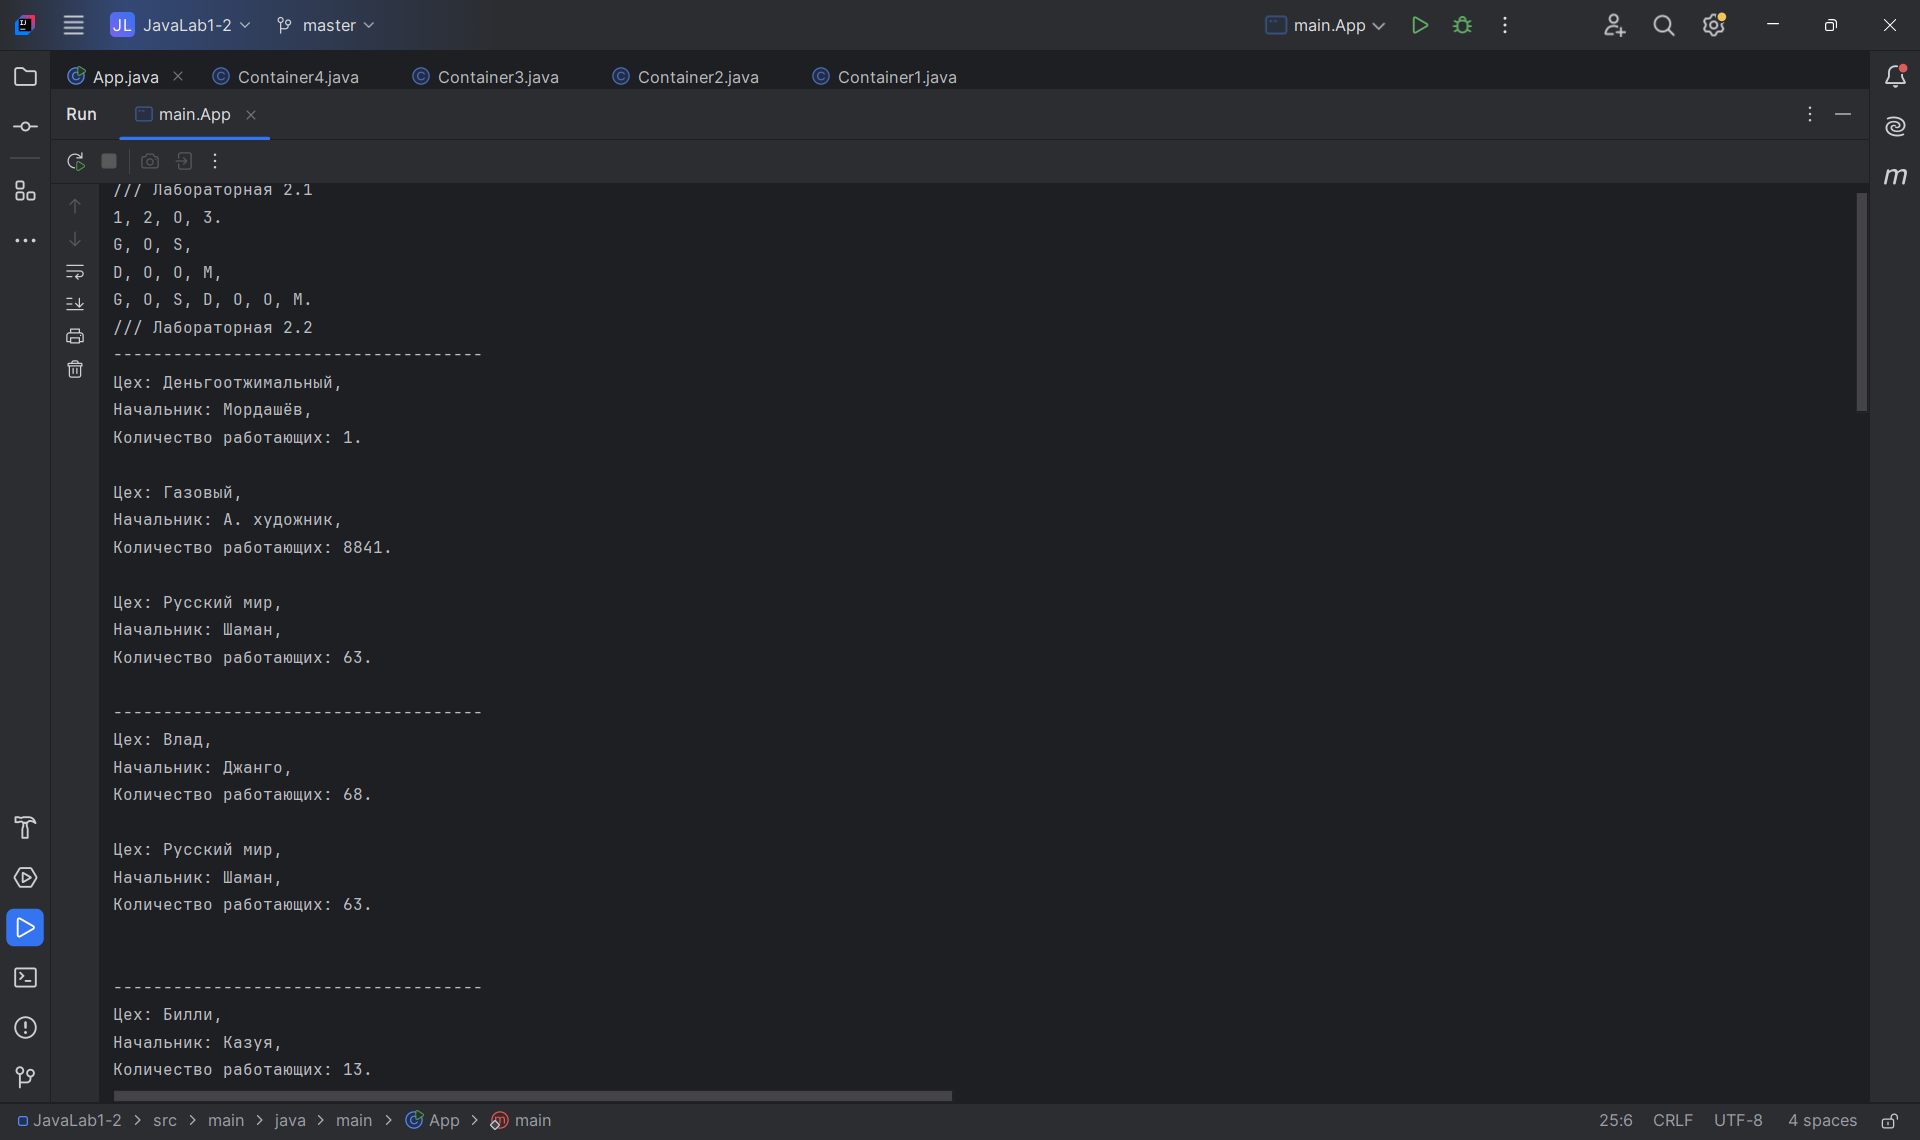 JL JavaLab1-2 master main.App
App.java Container4.java Container3.java Container2.java Container1.java
Run main.App
/// Лабораторная 2.1
1, 2, 0, 3.
G, O, S,
D, O, O, M,
G, O, S, D, O, O, M.
/// Лабораторная 2.2
-------------------------------------
Цех: Деньгоотжимальный,
Начальник: Мордашёв,
Количество работающих: 1.
Цех: Газовый,
Начальник: А. художник,
Количество работающих: 8841.
Цех: Русский мир,
Начальник: Шаман,
Количество работающих: 63.
-------------------------------------
Цех: Влад,
Начальник: Джанго,
Количество работающих: 68.
Цех: Русский мир,
Начальник: Шаман,
Количество работающих: 63.
-------------------------------------
Цех: Билли,
Начальник: Казуя,
Количество работающих: 13.
JavaLab1-2 > src > main > java > main > App > main 25:6 CRLF UTF-8 4 spaces